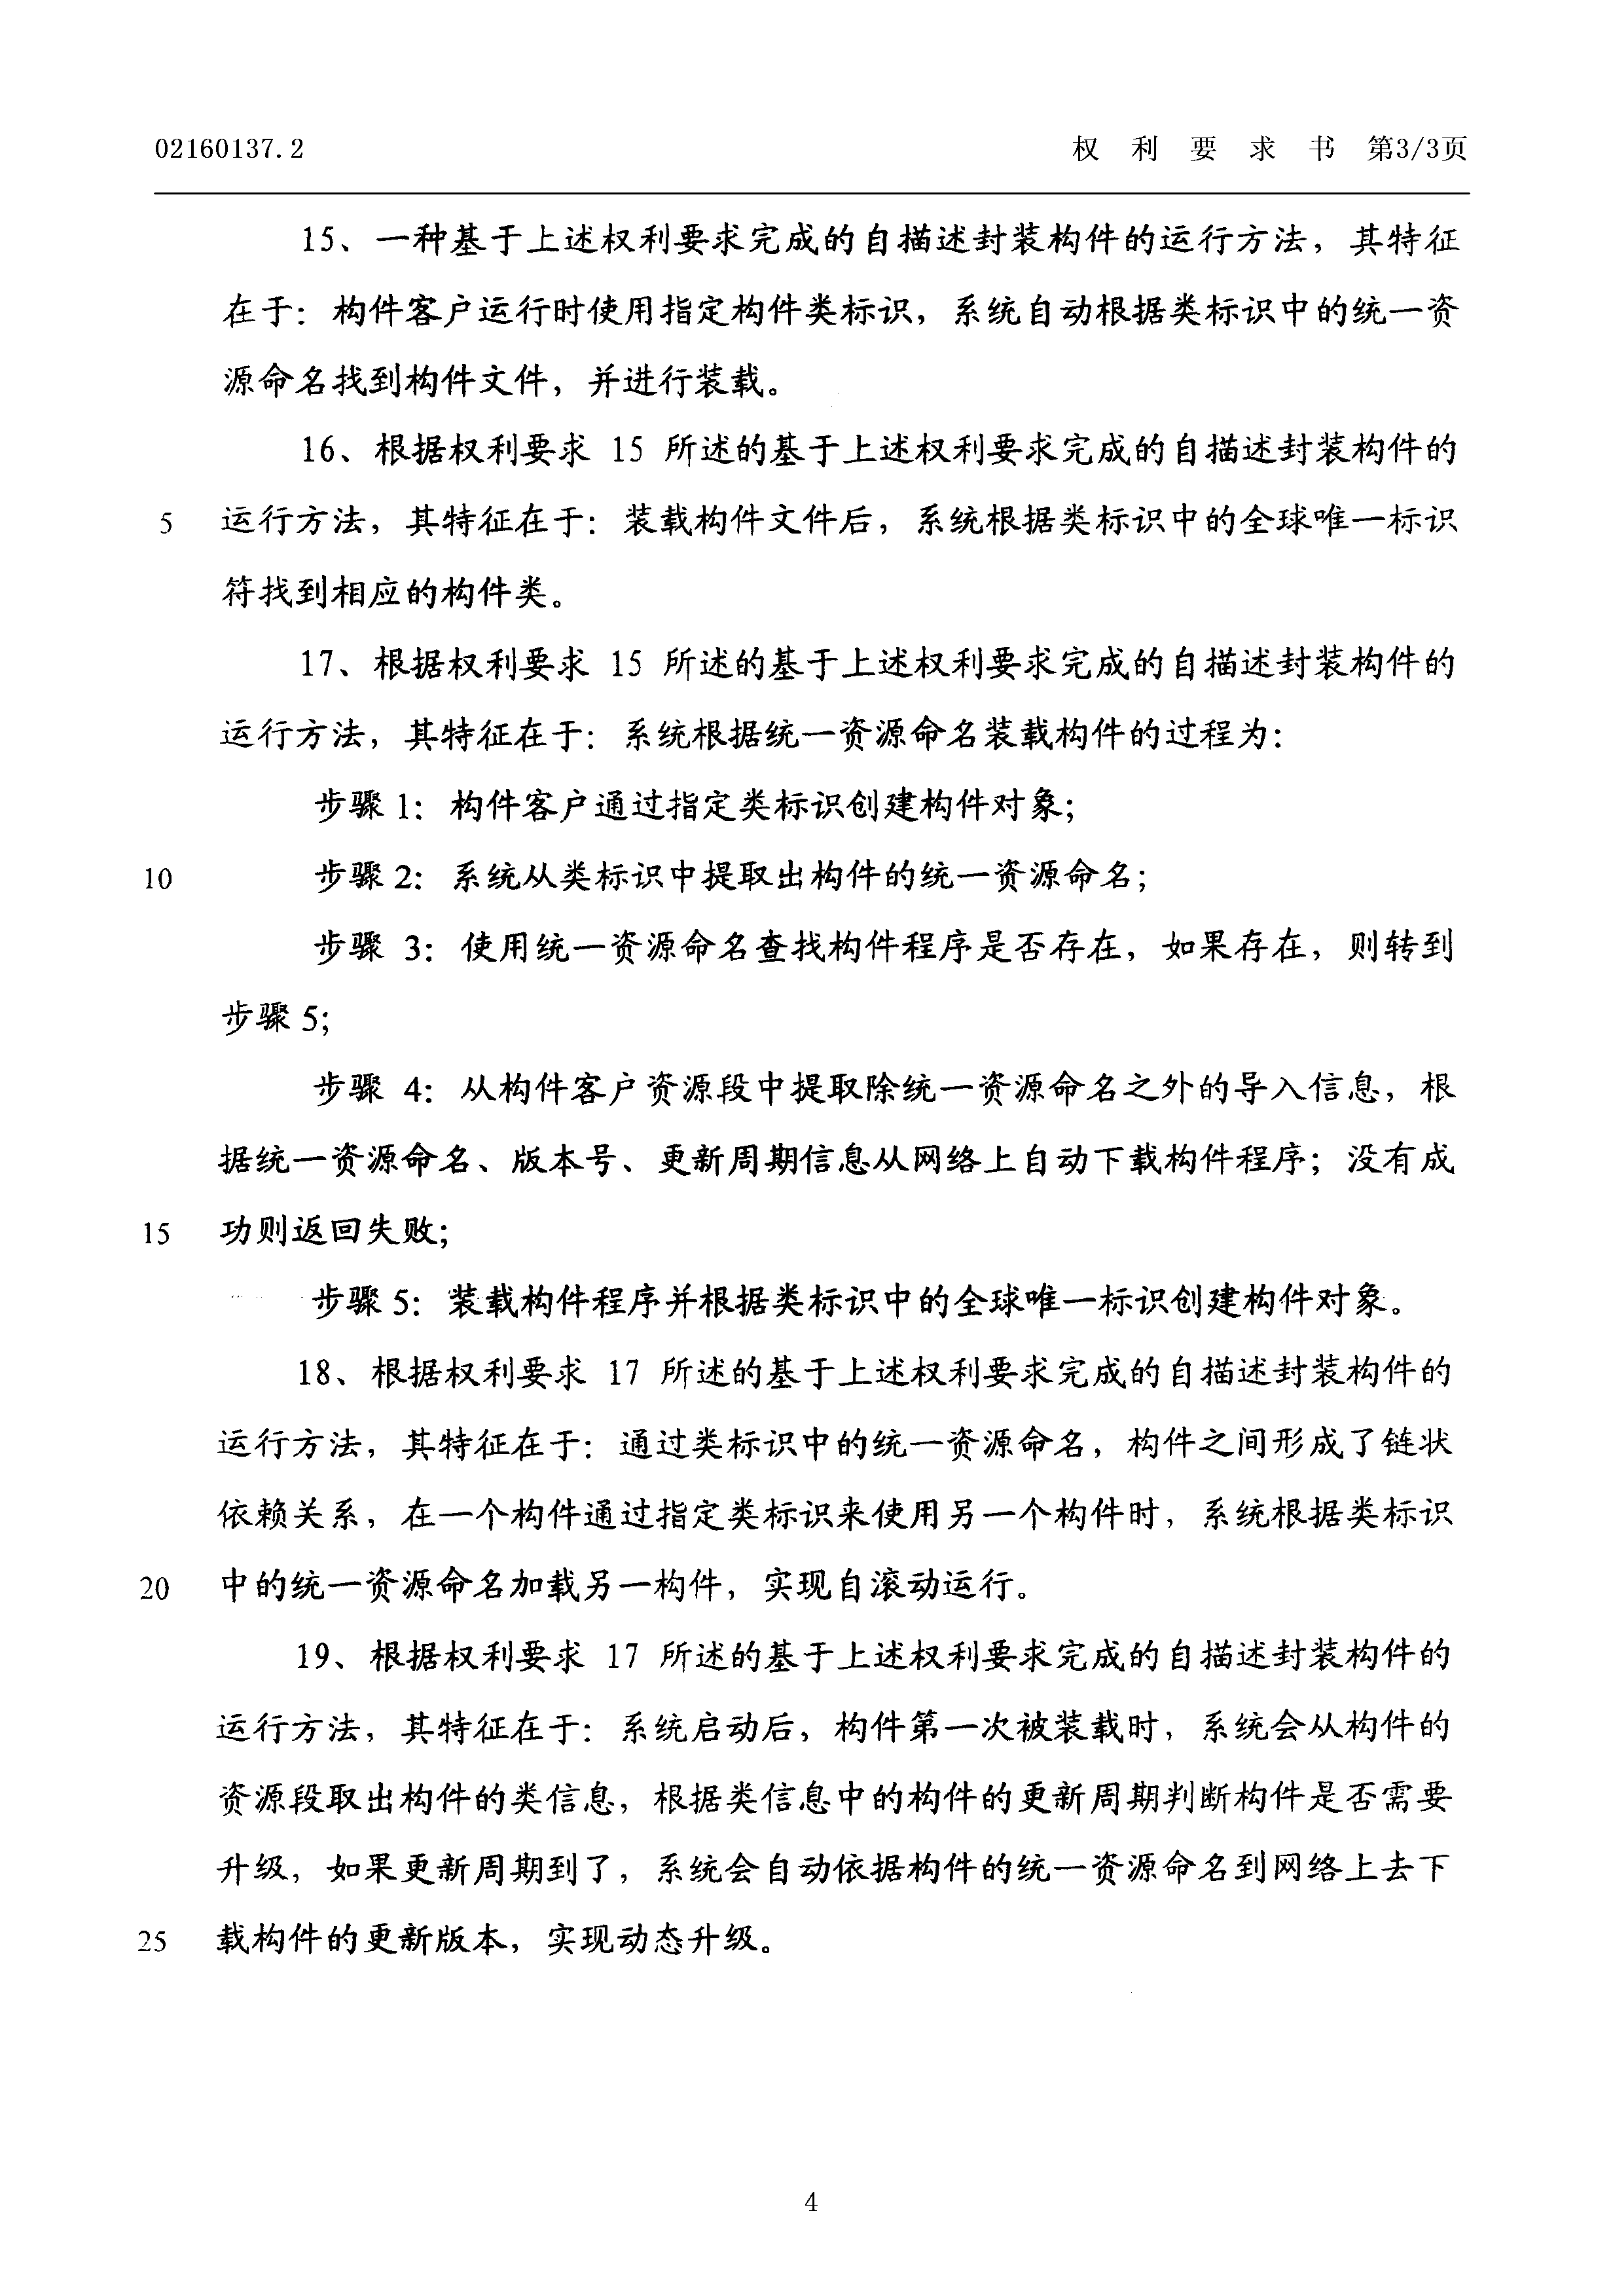 02160137.2 权利要求书 第3/3页
15、一种基于上述权利要求完成的自描述封装构件的运行方法，其特征
在于：构件客户运行时使用指定构件类标识，系统自动根据类标识中的统一资
源命名找到构件文件，并进行装载。
16、根据权利要求 15 所述的基于上述权利要求完成的自描述封装构件的
5 运行方法，其特征在于：装载构件文件后，系统根据类标识中的全球唯一标识
符找到相应的构件类。
17、根据权利要求 15 所述的基于上述权利要求完成的自描述封装构件的
运行方法，其特征在于：系统根据统一资源命名装载构件的过程为：
步骤 1：构件客户通过指定类标识创建构件对象；
10 步骤 2：系统从类标识中提取出构件的统一资源命名；
步骤 3：使用统一资源命名查找构件程序是否存在，如果存在，则转到
步骤 5；
步骤 4：从构件客户资源段中提取除统一资源命名之外的导入信息，根
据统一资源命名、版本号、更新周期信息从网络上自动下载构件程序；没有成
15 功则返回失败；
步骤 5：装载构件程序并根据类标识中的全球唯一标识创建构件对象。
18、根据权利要求 17 所述的基于上述权利要求完成的自描述封装构件的
运行方法，其特征在于：通过类标识中的统一资源命名，构件之间形成了链状
依赖关系，在一个构件通过指定类标识来使用另一个构件时，系统根据类标识
20 中的统一资源命名加载另一构件，实现自滚动运行。
19、根据权利要求 17 所述的基于上述权利要求完成的自描述封装构件的
运行方法，其特征在于：系统启动后，构件第一次被装载时，系统会从构件的
资源段取出构件的类信息，根据类信息中的构件的更新周期判断构件是否需要
升级，如果更新周期到了，系统会自动依据构件的统一资源命名到网络上去下
25 载构件的更新版本，实现动态升级。
4